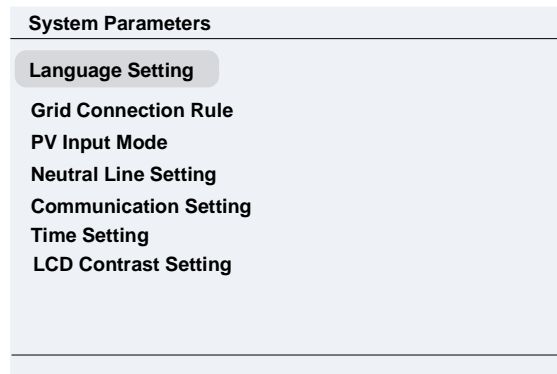 System Parameters
Language Setting
Grid Connection Rule
PV Input Mode
Neutral Line Setting
Communication Setting
Time Setting
LCD Contrast Setting